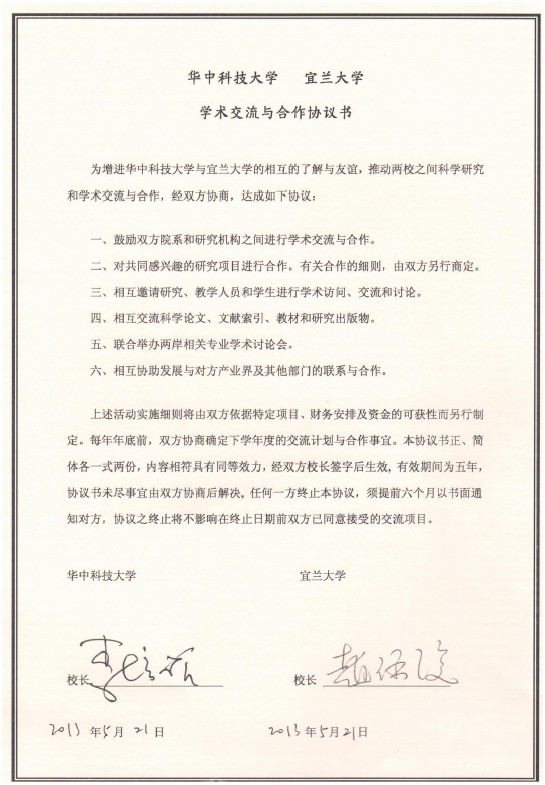 华中科技大学 宜兰大学
学术交流与合作协议书
为增进华中科技大学与宜兰大学的相互的了解与友谊，推动两校之间科学研究
和学术交流与合作，经双方协商，达成如下协议：
一、鼓励双方院系和研究机构之间进行学术交流与合作。
二、对共同感兴趣的研究项目进行合作。有关合作的细则，由双方另行商定。
三、相互邀请研究、教学人员和学生进行学术访问、交流和讨论。
四、相互交流科学论文、文献索引、教材和研究出版物。
五、联合举办两岸相关专业学术讨论会。
六、相互协助发展与对方产业界及其他部门的联系与合作。
上述活动实施细则将由双方依据特定项目、财务安排及资金的可获性而另行制
定。每年年底前，双方协商确定下学年度的交流计划与合作事宜。本协议书正、简
体各一式两份，内容相符具有同等效力，经双方校长签字后生效，有效期间为五年，
协议书未尽事宜由双方协商后解决，任何一方终止本协议，须提前六个月以书面通
知对方，协议之终止将不影响在终止日期前双方已同意接受的交流项目。
华中科技大学 宜兰大学
校长 校长
2013 年5月 21日 2013 年5月21日